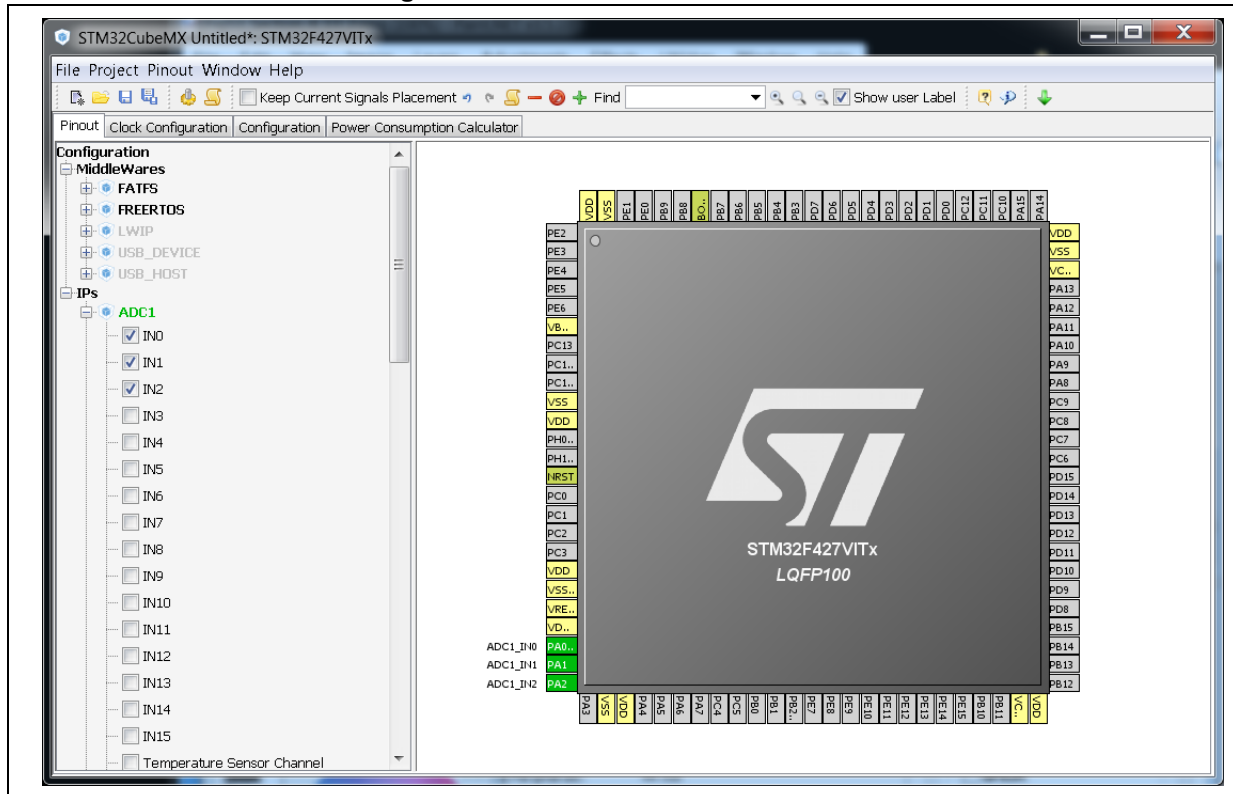 STM32CubeMX Untitled*: STM32F427VITx
File Project Pinout Window Help
Keep Current Signals Placement Find Show user Label
Pinout Clock Configuration Configuration Power Consumption Calculator
Configuration
MiddleWares
FATFS
FREERTOS
LWIP
USB_DEVICE
USB_HOST
IPs
ADC1
IN0
IN1
IN2
IN3
IN4
IN5
IN6
IN7
IN8
IN9
IN10
IN11
IN12
IN13
IN14
IN15
Temperature Sensor Channel
VDD VSS PE1 PE0 PB9 PB8 BO.. PB7 PB6 PB5 PB4 PB3 PD7 PD6 PD5 PD4 PD3 PD2 PD1 PD0 PC12 PC11 PC10 PA15 PA14
PE2
PE3
PE4
PE5
PE6
VB..
PC13
PC1..
PC1..
VSS
VDD
PH0..
PH1..
NRST
PC0
PC1
PC2
PC3
VDD
VSS..
VRE..
VD..
ADC1_IN0 PA0..
ADC1_IN1 PA1
ADC1_IN2 PA2
ST
STM32F427VITx
LQFP100
VDD
VSS
VC..
PA13
PA12
PA11
PA10
PA9
PA8
PC9
PC8
PC7
PC6
PD15
PD14
PD13
PD12
PD11
PD10
PD9
PD8
PB15
PB14
PB13
PB12
PA3 VSS VDD PA4 PA5 PA6 PA7 PC4 PC5 PB0 PB1 PB2.. PE7 PE8 PE9 PE10 PE11 PE12 PE13 PE14 PE15 PB10 PB11 VC.. VDD